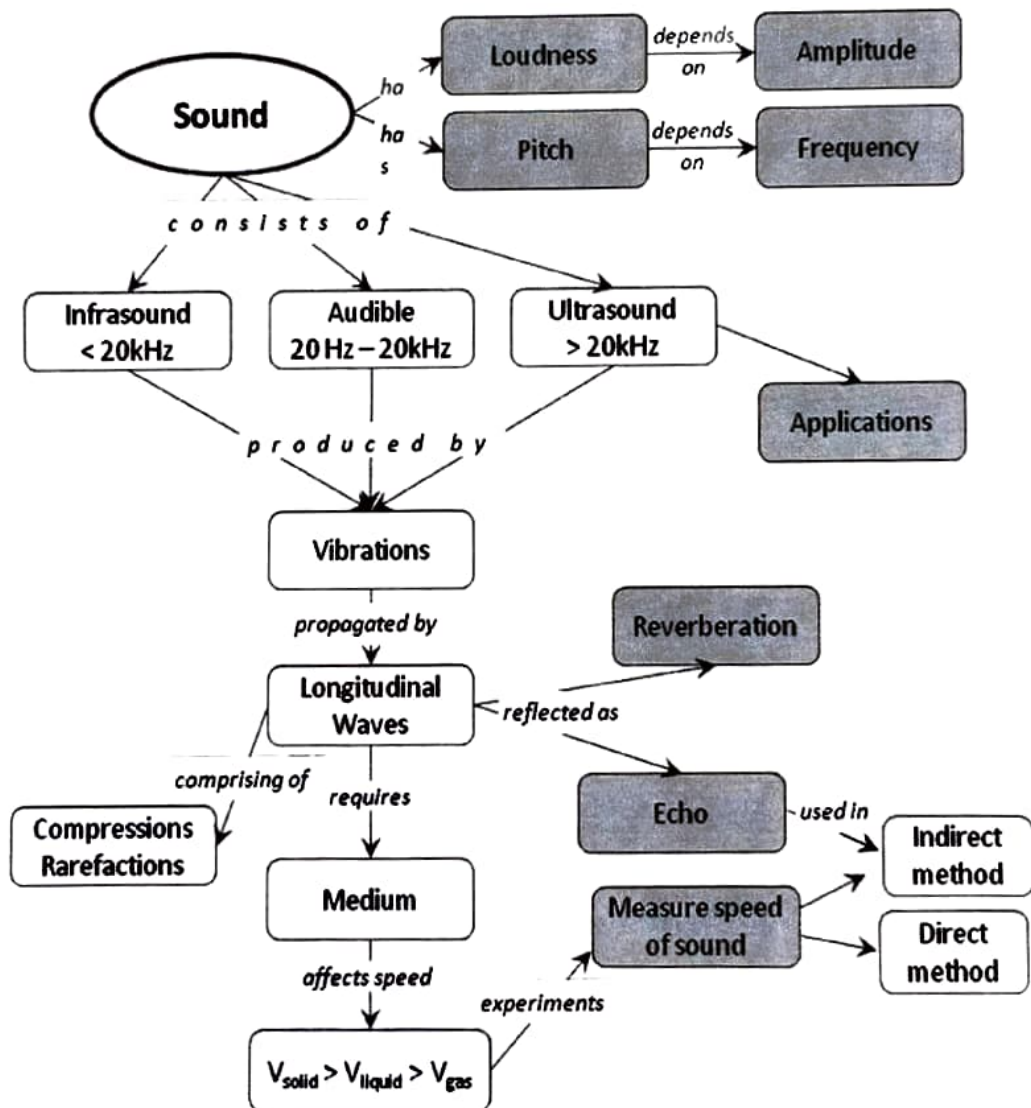 Sound
ha
Loudness
depends
on
Amplitude
ha
s
Pitch
depends
on
Frequency
consists of
Infrasound
< 20kHz
Audible
20 Hz – 20kHz
Ultrasound
> 20kHz
Applications
produced by
Vibrations
propagated by
Longitudinal
Waves
reflected as
Reverberation
Echo
comprising of
Compressions
Rarefactions
requires
Medium
used in
Indirect
method
Measure speed
of sound
Direct
method
affects speed
experiments
Vsolid > Vliquid > Vgas